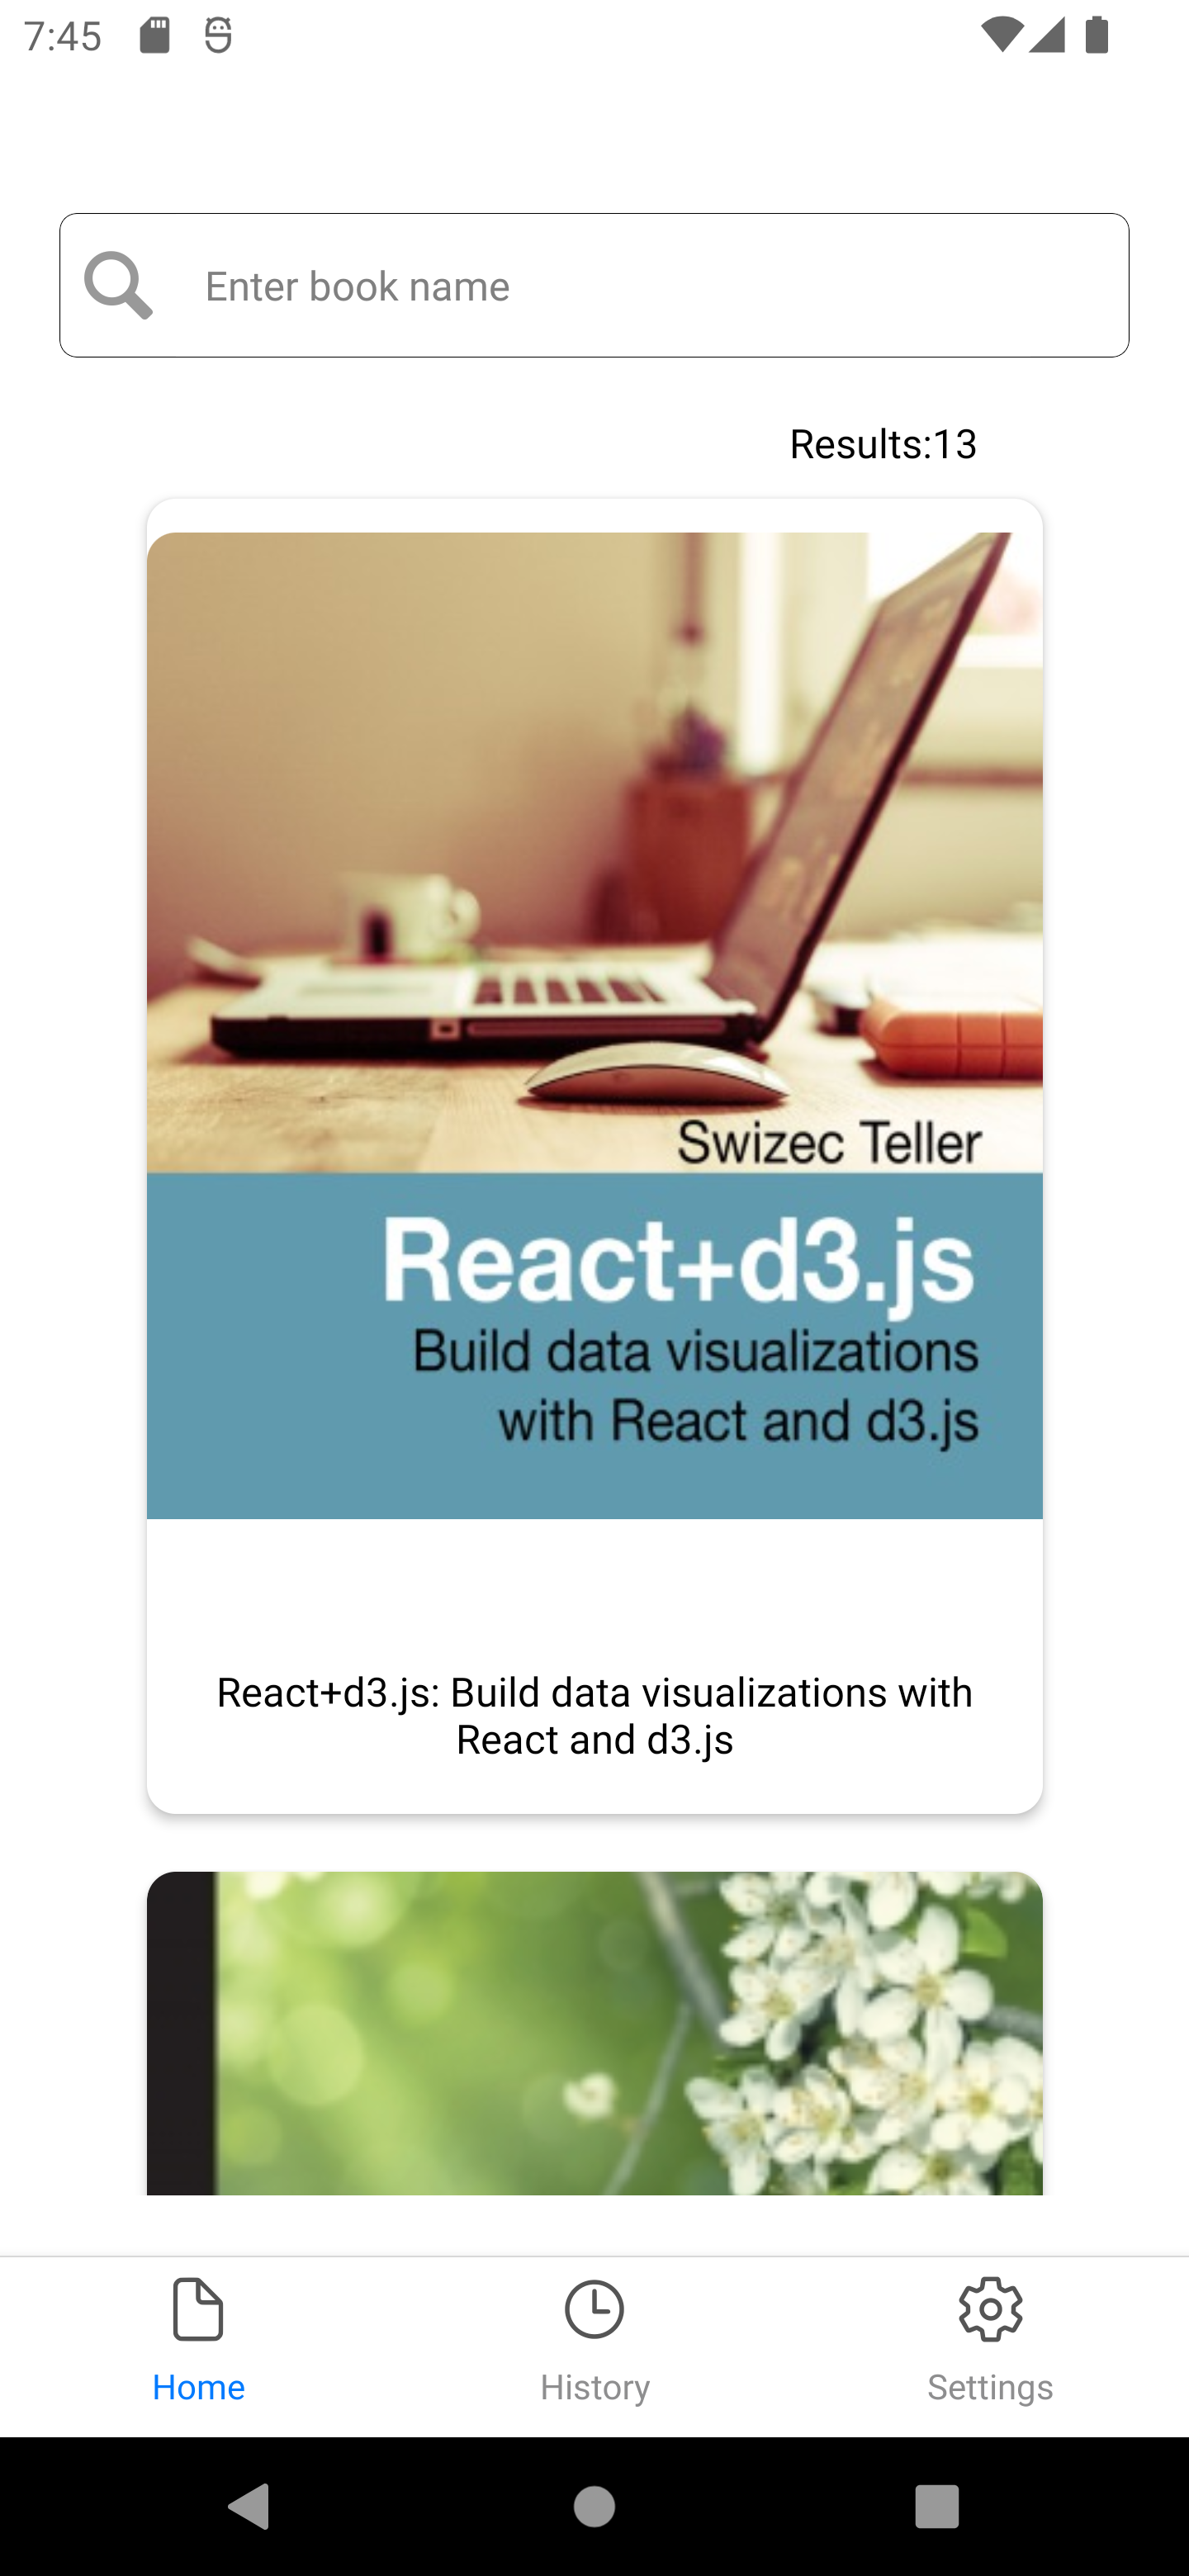 7:45
Enter book name
Results:13
Swizec Teller
React+d3.js
Build data visualizations
with React and d3.js
React+d3.js: Build data visualizations with
React and d3.js
Home
History
Settings